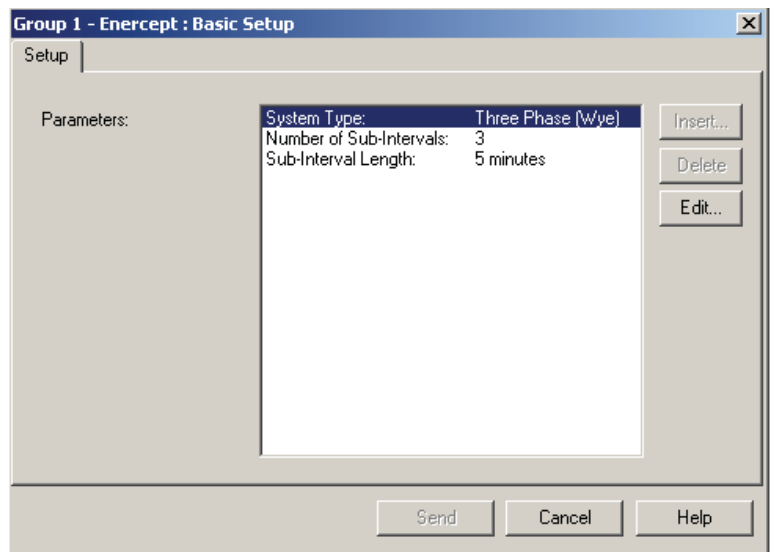 Group 1 - Enercept : Basic Setup
Setup
Parameters:
System Type: Three Phase (Wye)
Number of Sub-Intervals: 3
Sub-Interval Length: 5 minutes
Insert...
Delete
Edit...
Send Cancel Help